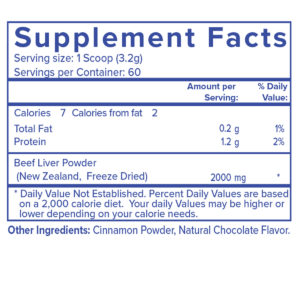 Supplement Facts
Serving size: 1 Scoop (3.2g)
Servings per Container: 60
Amount per Serving: % Daily Value:
Calories 7 Calories from fat 2
Total Fat 0.2 g 1%
Protein 1.2 g 2%
Beef Liver Powder
(New Zealand, Freeze Dried) 2000 mg *
* Daily Value Not Established. Percent Daily Values are based
on a 2,000 calorie diet. Your daily values may be higher or
lower depending on your calorie needs.
Other Ingredients: Cinnamon Powder, Natural Chocolate Flavor.